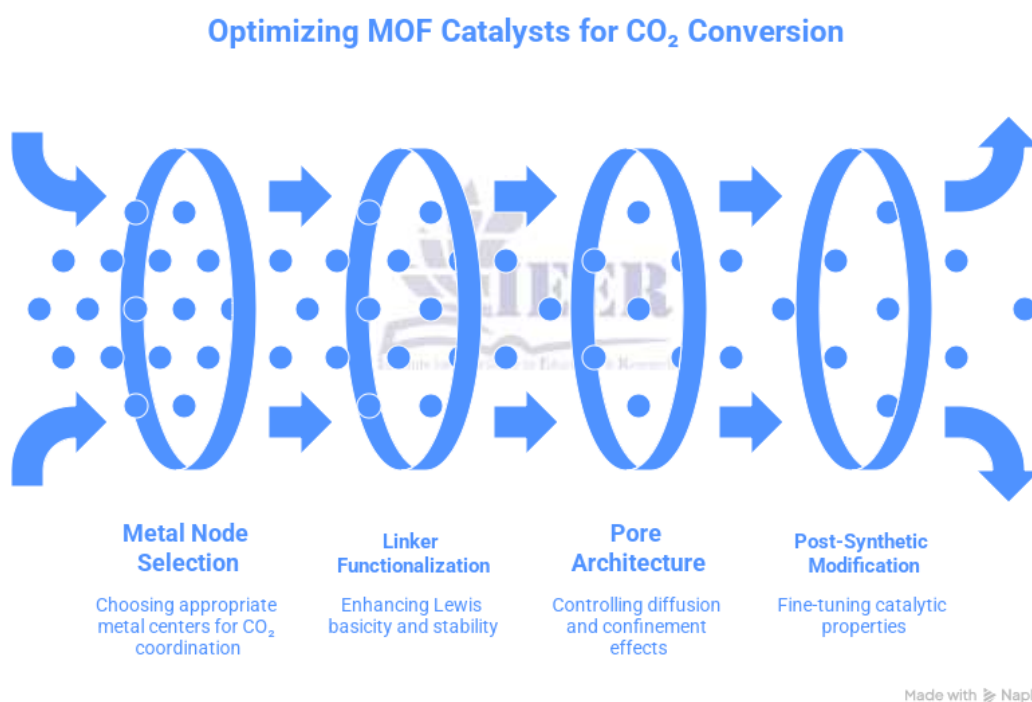 Optimizing MOF Catalysts for CO₂ Conversion
IEER
Metal Node
Selection
Choosing appropriate
metal centers for CO₂
coordination
Linker
Functionalization
Enhancing Lewis
basicity and stability
Pore
Architecture
Controlling diffusion
and confinement
effects
Post-Synthetic
Modification
Fine-tuning catalytic
properties
Made with Napk